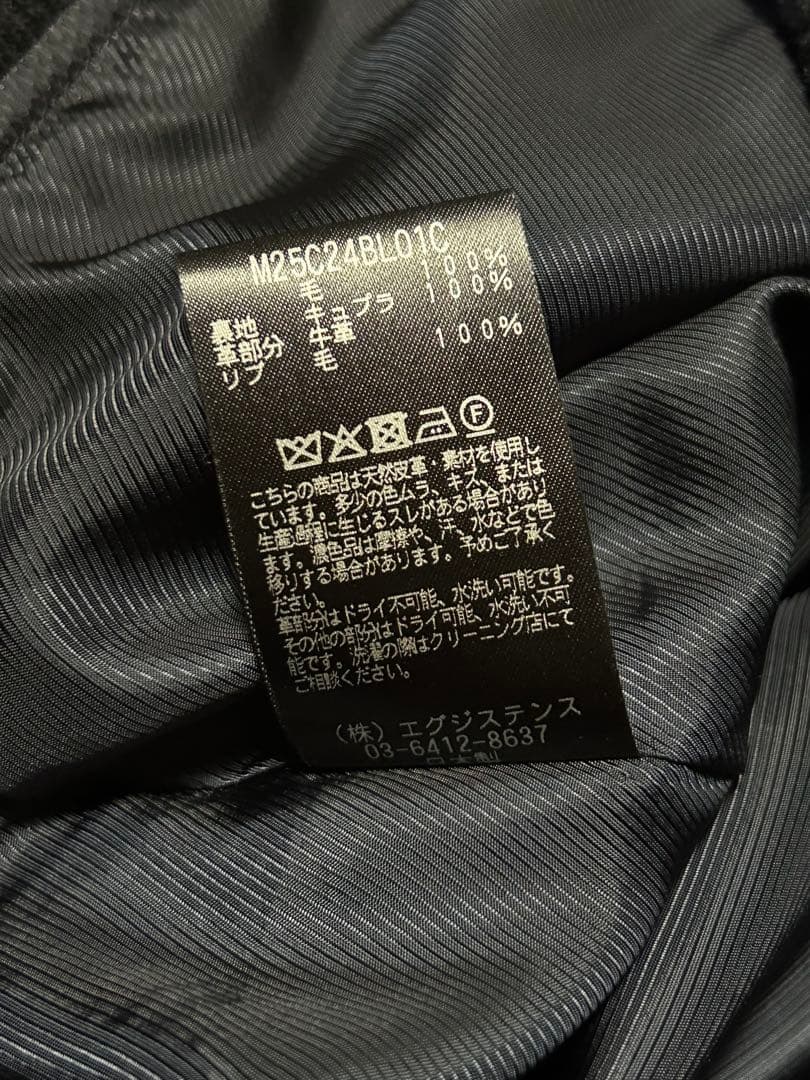 M25C24BL01C
毛 100%
裏地 キュプラ 100%
革部分 牛革
リブ 毛 100%
F
こちらの商品は天然皮革・素材を使用し
ています。多少の色ムラ、キズ、または
生産過程に生じるスレがある場合があり
ます。濃色品は摩擦や、汗、水などで色
移りする場合があります。予めご了承く
ださい。
革部分はドライ不可能、水洗い可能です。
その他の部分はドライ可能、水洗い不可
能です。洗濯の際はクリーニング店にて
ご相談ください。
(株) エグジステンス
03-6412-8637
日本製